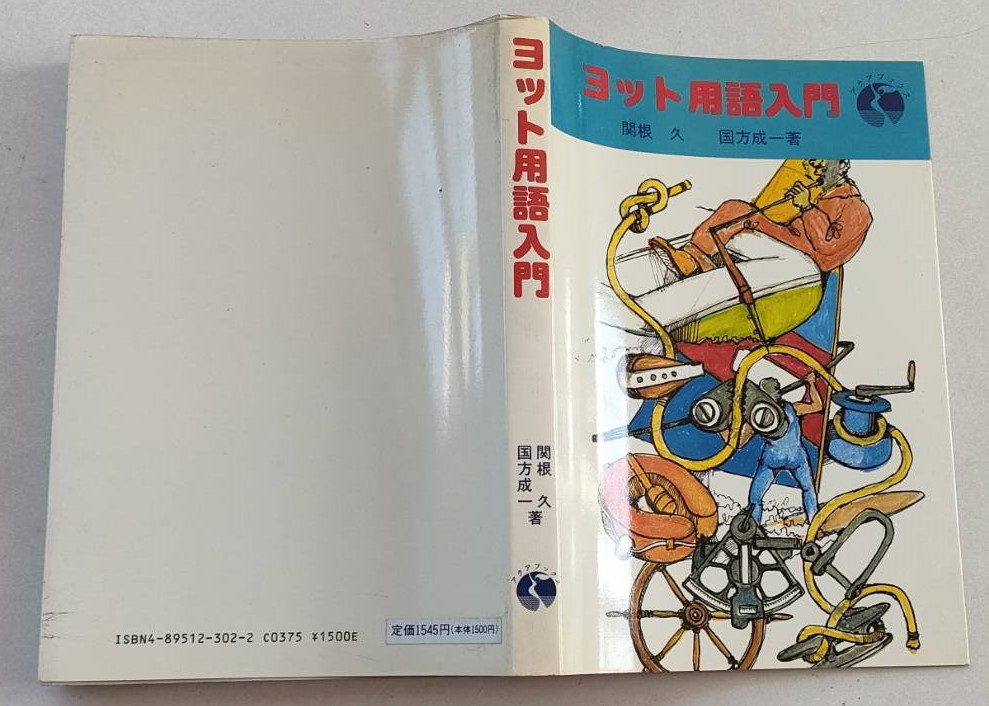 ヨット用語入門
関根 久 国方成一著
アクアブックス
ヨット用語入門
関根 久
国方成一著
アクアブックス
ISBN4-89512-302-2 C0375 ¥1500E
定価1545円(本体1500円)